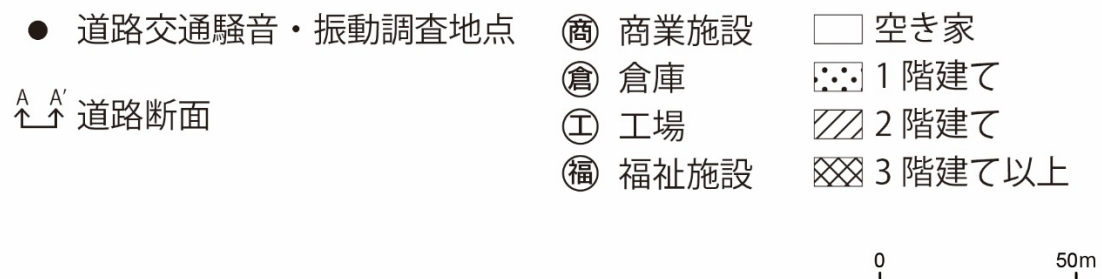 ● 道路交通騒音・振動調査地点
A A′ 道路断面
商 商業施設
倉 倉庫
工 工場
福 福祉施設
空き家
1 階建て
2 階建て
3 階建て以上
0 50m